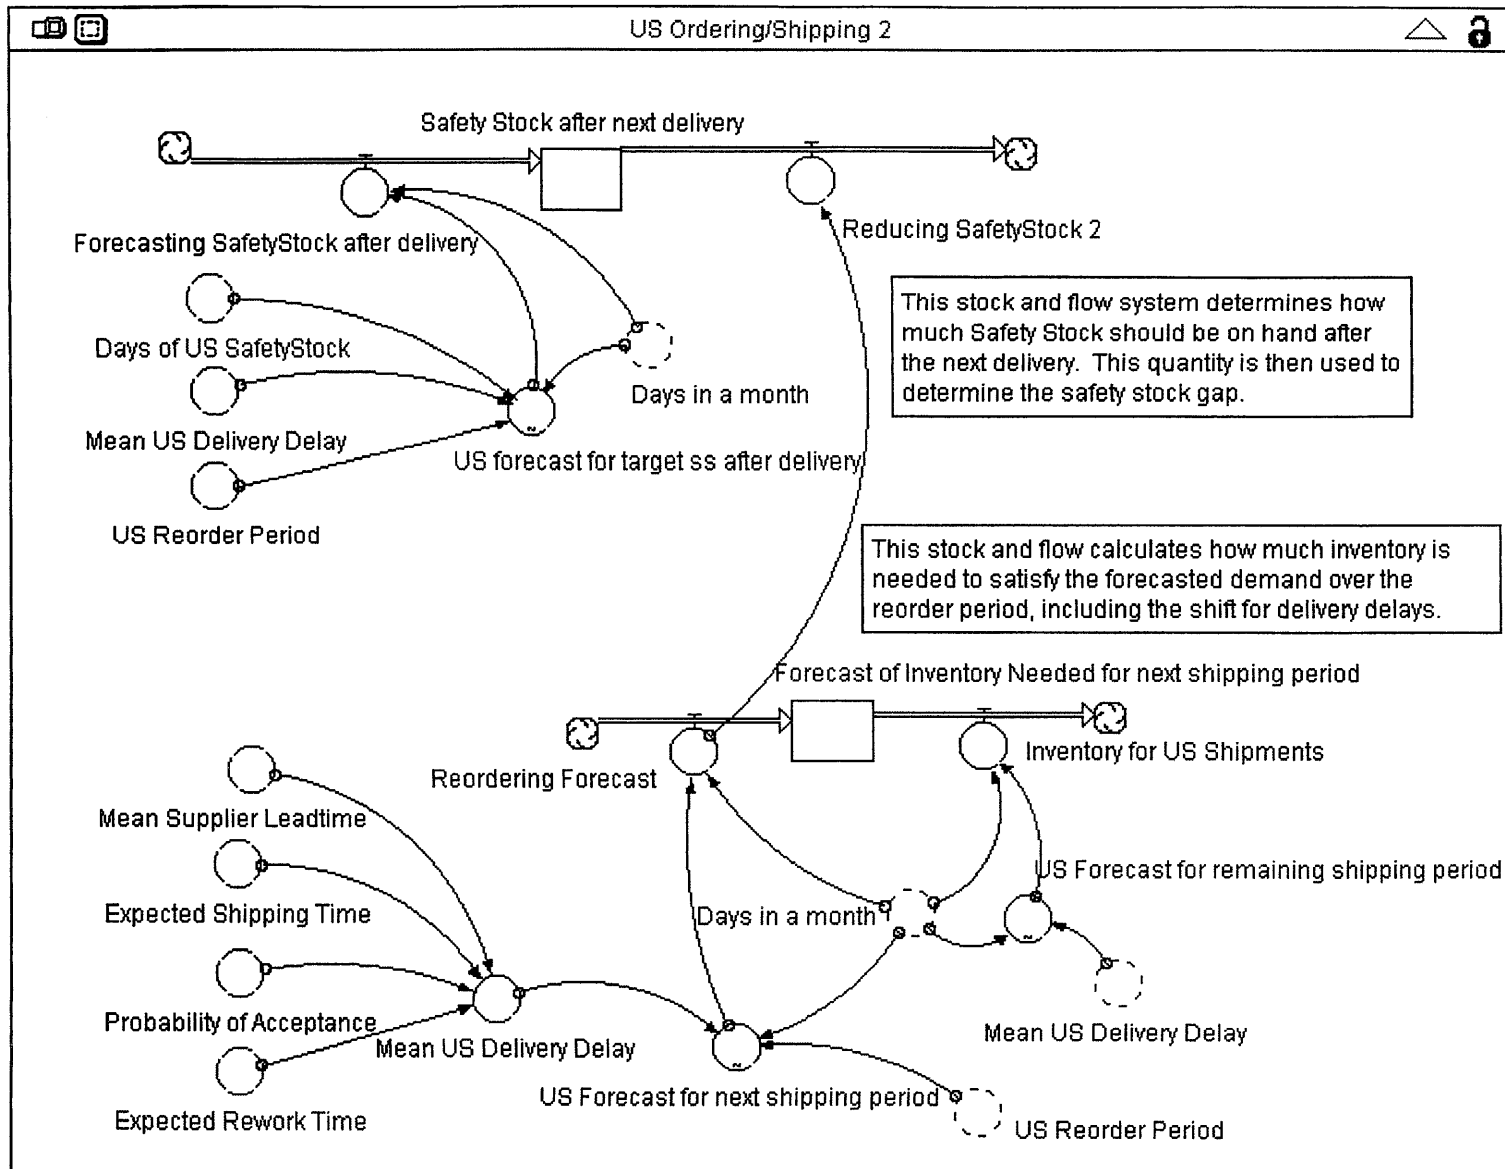 US Ordering/Shipping 2
Safety Stock after next delivery
Forecasting SafetyStock after delivery
Reducing SafetyStock 2
Days of US SafetyStock
This stock and flow system determines how
much Safety Stock should be on hand after
the next delivery. This quantity is then used to
determine the safety stock gap.
Days in a month
Mean US Delivery Delay
US forecast for target ss after delivery
US Reorder Period
This stock and flow calculates how much inventory is
needed to satisfy the forecasted demand over the
reorder period, including the shift for delivery delays.
Forecast of Inventory Needed for next shipping period
Reordering Forecast
Inventory for US Shipments
Mean Supplier Leadtime
US Forecast for remaining shipping period
Expected Shipping Time
Days in a month
Probability of Acceptance
Mean US Delivery Delay
Mean US Delivery Delay
US Forecast for next shipping period
Expected Rework Time
US Reorder Period